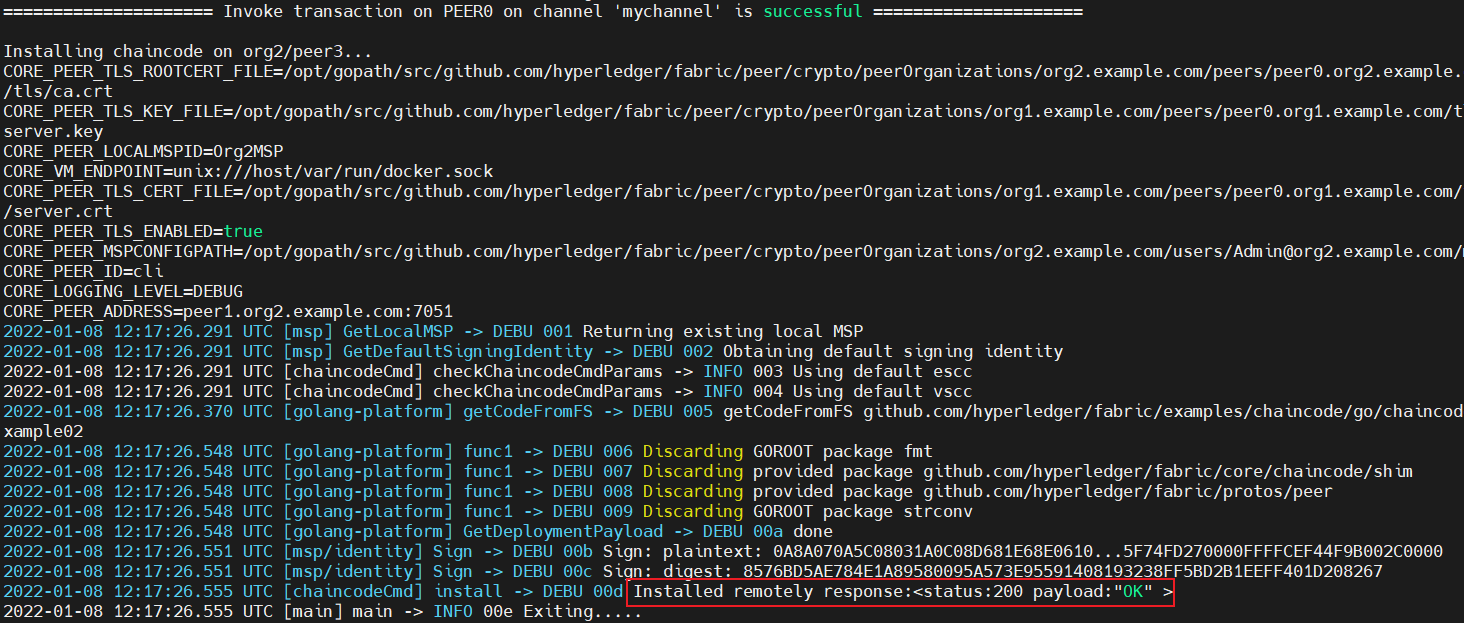 ===================== Invoke transaction on PEER0 on channel 'mychannel' is successful =====================
Installing chaincode on org2/peer3...
CORE_PEER_TLS_ROOTCERT_FILE=/opt/gopath/src/github.com/hyperledger/fabric/peer/crypto/peerOrganizations/org2.example.com/peers/peer0.org2.example.
/tls/ca.crt
CORE_PEER_TLS_KEY_FILE=/opt/gopath/src/github.com/hyperledger/fabric/peer/crypto/peerOrganizations/org1.example.com/peers/peer0.org1.example.com/t
server.key
CORE_PEER_LOCALMSPID=Org2MSP
CORE_VM_ENDPOINT=unix:///host/var/run/docker.sock
CORE_PEER_TLS_CERT_FILE=/opt/gopath/src/github.com/hyperledger/fabric/peer/crypto/peerOrganizations/org1.example.com/peers/peer0.org1.example.com/
/server.crt
CORE_PEER_TLS_ENABLED=true
CORE_PEER_MSPCONFIGPATH=/opt/gopath/src/github.com/hyperledger/fabric/peer/crypto/peerOrganizations/org2.example.com/users/Admin@org2.example.com/m
CORE_PEER_ID=cli
CORE_LOGGING_LEVEL=DEBUG
CORE_PEER_ADDRESS=peer1.org2.example.com:7051
2022-01-08 12:17:26.291 UTC [msp] GetLocalMSP -> DEBU 001 Returning existing local MSP
2022-01-08 12:17:26.291 UTC [msp] GetDefaultSigningIdentity -> DEBU 002 Obtaining default signing identity
2022-01-08 12:17:26.291 UTC [chaincodeCmd] checkChaincodeCmdParams -> INFO 003 Using default escc
2022-01-08 12:17:26.291 UTC [chaincodeCmd] checkChaincodeCmdParams -> INFO 004 Using default vscc
2022-01-08 12:17:26.370 UTC [golang-platform] getCodeFromFS -> DEBU 005 getCodeFromFS github.com/hyperledger/fabric/examples/chaincode/go/chaincod
xample02
2022-01-08 12:17:26.548 UTC [golang-platform] func1 -> DEBU 006 Discarding GOROOT package fmt
2022-01-08 12:17:26.548 UTC [golang-platform] func1 -> DEBU 007 Discarding provided package github.com/hyperledger/fabric/core/chaincode/shim
2022-01-08 12:17:26.548 UTC [golang-platform] func1 -> DEBU 008 Discarding provided package github.com/hyperledger/fabric/protos/peer
2022-01-08 12:17:26.548 UTC [golang-platform] func1 -> DEBU 009 Discarding GOROOT package strconv
2022-01-08 12:17:26.548 UTC [golang-platform] GetDeploymentPayload -> DEBU 00a done
2022-01-08 12:17:26.551 UTC [msp/identity] Sign -> DEBU 00b Sign: plaintext: 0A8A070A5C08031A0C08D681E68E0610...5F74FD270000FFFFCEF44F9B002C0000
2022-01-08 12:17:26.551 UTC [msp/identity] Sign -> DEBU 00c Sign: digest: 8576BD5AE784E1A89580095A573E95591408193238FF5BD2B1EEFF401D208267
2022-01-08 12:17:26.555 UTC [chaincodeCmd] install -> DEBU 00d Installed remotely response:<status:200 payload:"OK" >
2022-01-08 12:17:26.555 UTC [main] main -> INFO 00e Exiting.....